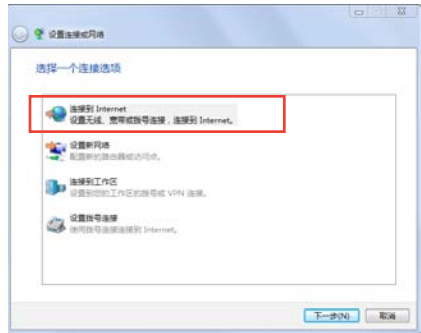 设置连接或网络
选择一个连接选项
连接到 Internet
设置无线、宽带或拨号连接，连接到 Internet。
设置新网络
配置新的路由器或访问点。
连接到工作区
设置到您的工作区的拨号或 VPN 连接。
设置拨号连接
使用拨号连接连接到 Internet。
下一步(N)
取消